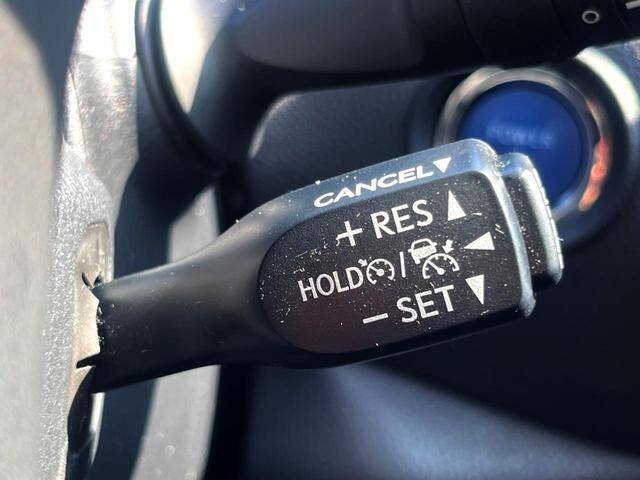 CANCEL
+ RES
HOLD /
− SET
POWER